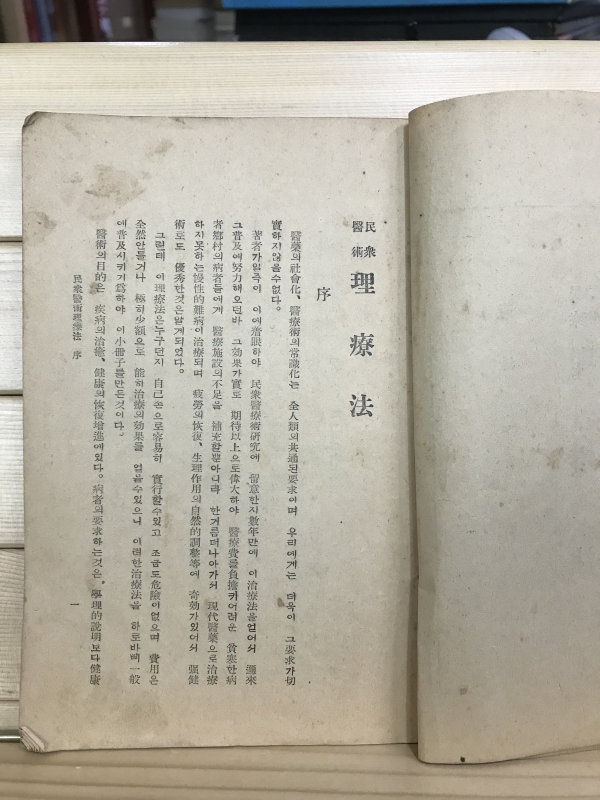 民衆醫術 理療法
序
醫藥의社會化、醫療術의常識化는 全人類의共通된要求이며 우리에게는 더욱이 그要求가切
實하지않을수없다。
著者가일즉이 이에着眼하야 民衆醫療術硏究에 留意한지數年만에 이治療法을얻어서 邇來
그普及에努力해오던바 그効果가實로 期待以上으로偉大하야 醫療費를負擔키어려운 貧寒한病
者鄕村의病者들에게 醫療施設의不足을 補充할뿐아니라 한거름더나아가서 現代醫藥으로治療
하지못하는慢性的難病이治療되며 疲勞의恢復、生理作用의自然的調整等에 奇効가있어서 强健
術로도 優秀한것은알게되었다。
그럴데 이理療法은누구던지 自己손으로容易히 實行할수있고 조금도危險이없으며 費用은
全然안들거나 極히少額으로 能히治療의効果를 얻을수있으니 이러한治療法을 하로바삐一般
에普及시키기爲하야 이小冊子를만든것이다。
醫術의目的은 疾病의治癒、健康의恢復增進에있다。病者의要求하는것은、學理的說明보다健康
民衆醫術理療法 序
一